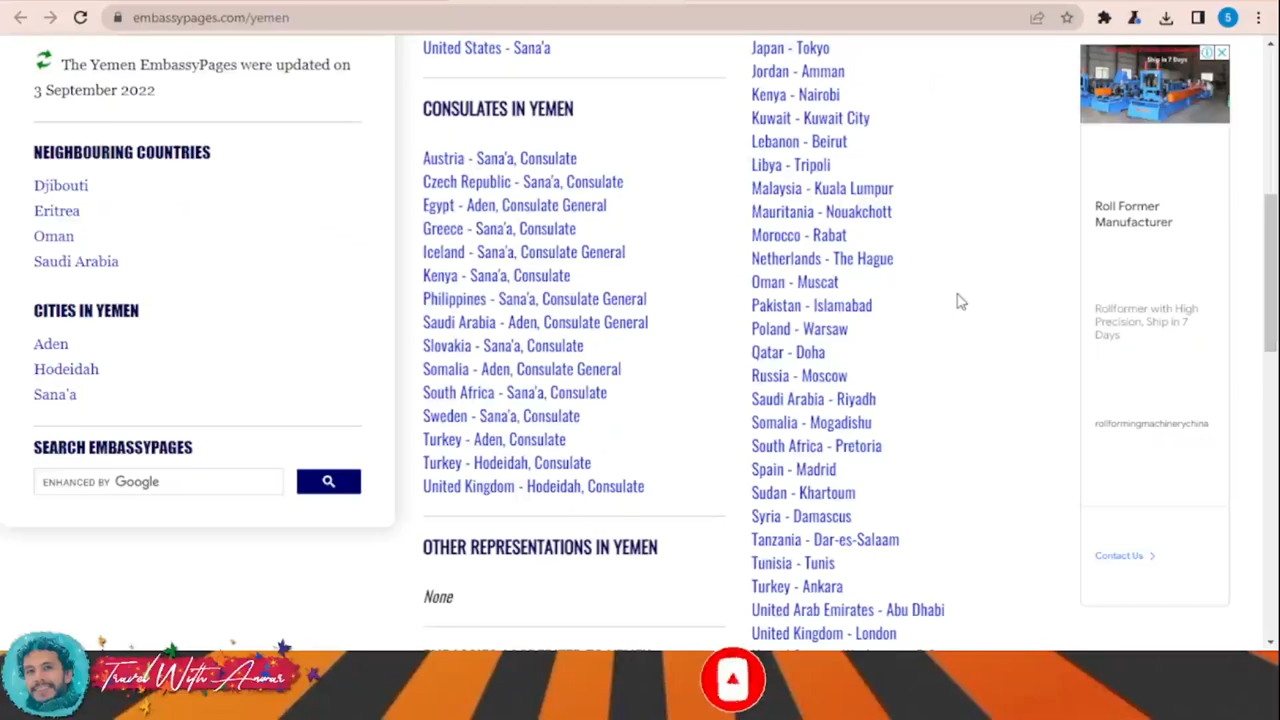 embassypages.com/yemen
5
The Yemen EmbassyPages were updated on
3 September 2022
NEIGHBOURING COUNTRIES
Djibouti
Eritrea
Oman
Saudi Arabia
CITIES IN YEMEN
Aden
Hodeidah
Sana'a
SEARCH EMBASSYPAGES
ENHANCED BY Google
United States - Sana'a
CONSULATES IN YEMEN
Austria - Sana'a, Consulate
Czech Republic - Sana'a, Consulate
Egypt - Aden, Consulate General
Greece - Sana'a, Consulate
Iceland - Sana'a, Consulate General
Kenya - Sana'a, Consulate
Philippines - Sana'a, Consulate General
Saudi Arabia - Aden, Consulate General
Slovakia - Sana'a, Consulate
Somalia - Aden, Consulate General
South Africa - Sana'a, Consulate
Sweden - Sana'a, Consulate
Turkey - Aden, Consulate
Turkey - Hodeidah, Consulate
United Kingdom - Hodeidah, Consulate
OTHER REPRESENTATIONS IN YEMEN
None
Japan - Tokyo
Jordan - Amman
Kenya - Nairobi
Kuwait - Kuwait City
Lebanon - Beirut
Libya - Tripoli
Malaysia - Kuala Lumpur
Mauritania - Nouakchott
Morocco - Rabat
Netherlands - The Hague
Oman - Muscat
Pakistan - Islamabad
Poland - Warsaw
Qatar - Doha
Russia - Moscow
Saudi Arabia - Riyadh
Somalia - Mogadishu
South Africa - Pretoria
Spain - Madrid
Sudan - Khartoum
Syria - Damascus
Tanzania - Dar-es-Salaam
Tunisia - Tunis
Turkey - Ankara
United Arab Emirates - Abu Dhabi
United Kingdom - London
Ship in 7 Days
Roll Former
Manufacturer
Rollformer with High
Precision, Ship in 7
Days
rollformingmachinerychina
Contact Us
Travel With Anwar